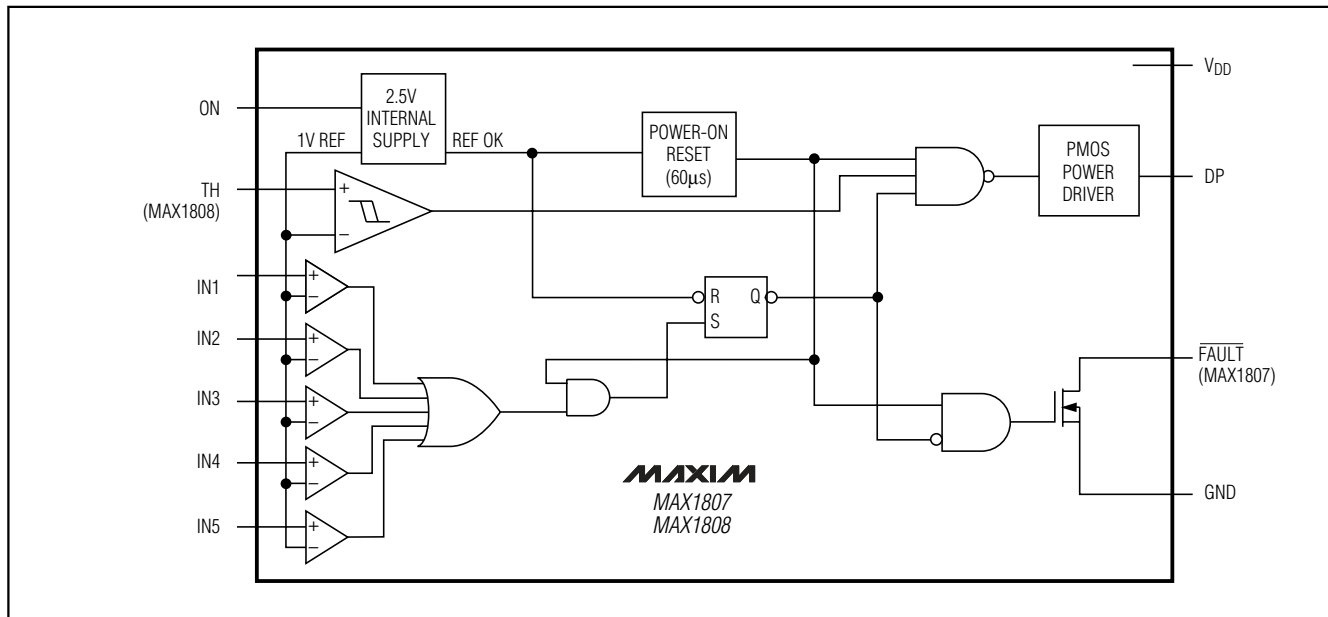 ON
2.5V
INTERNAL
SUPPLY
1V REF
REF OK
POWER-ON
RESET
(60μs)
PMOS
POWER
DRIVER
VDD
DP
TH
(MAX1808)
+
−
IN1
+
−
IN2
+
−
IN3
+
−
IN4
+
−
IN5
+
−
R
Q
S
FAULT
(MAX1807)
GND
MAXIM
MAX1807
MAX1808